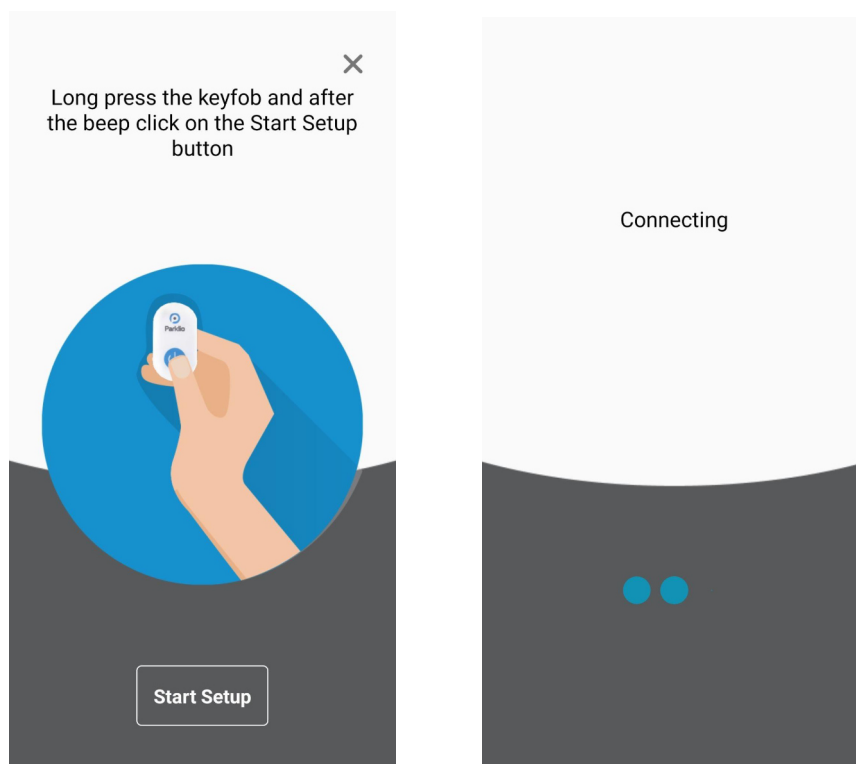 Long press the keyfob and after
the beep click on the Start Setup
button
Parkdio
Start Setup
Connecting